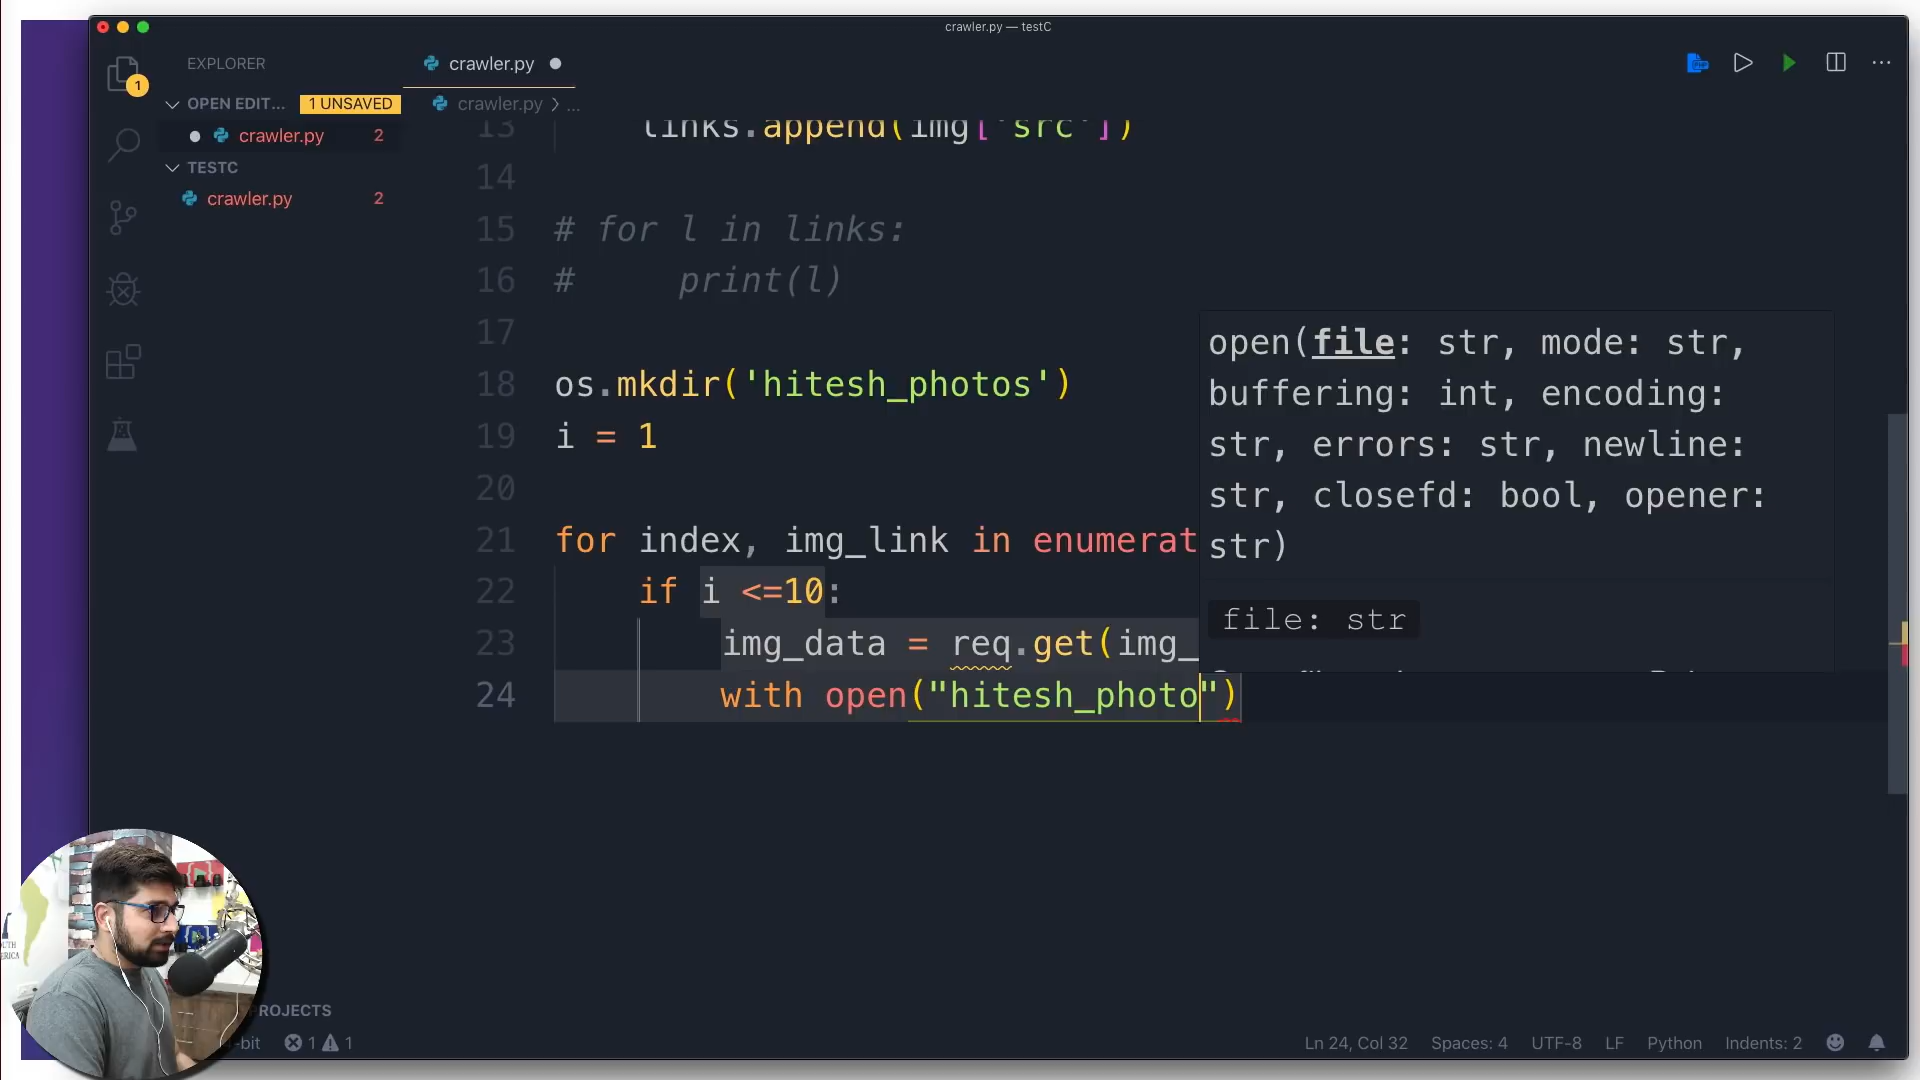 crawler.py — testC
EXPLORER
crawler.py
1
OPEN EDIT...
1 UNSAVED
crawler.py > ...
crawler.py 2
TESTC
crawler.py 2
13 links.append(img['src'])
14
15 # for l in links:
16 # print(l)
17
18 os.mkdir('hitesh_photos')
19 i = 1
20
21 for index, img_link in enumerat
22 if i <=10:
23 img_data = req.get(img_
24 with open("hitesh_photo")
open(file: str, mode: str,
buffering: int, encoding:
str, errors: str, newline:
str, closefd: bool, opener:
str)
file: str
ROJECTS
-bit
1
1
Ln 24, Col 32
Spaces: 4
UTF-8
LF
Python
Indents: 2